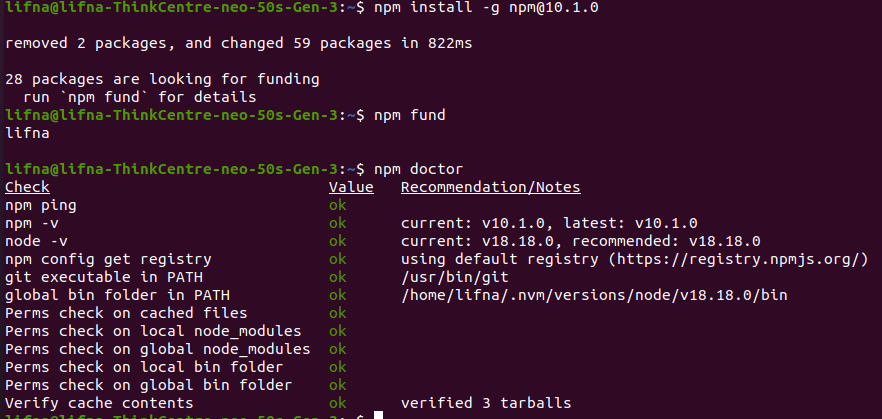 lifna@lifna-ThinkCentre-neo-50s-Gen-3:~$ npm install -g npm@10.1.0
removed 2 packages, and changed 59 packages in 822ms
28 packages are looking for funding
  run `npm fund` for details
lifna@lifna-ThinkCentre-neo-50s-Gen-3:~$ npm fund
lifna
lifna@lifna-ThinkCentre-neo-50s-Gen-3:~$ npm doctor
Check                               Value   Recommendation/Notes
npm ping                            ok
npm -v                              ok      current: v10.1.0, latest: v10.1.0
node -v                             ok      current: v18.18.0, recommended: v18.18.0
npm config get registry             ok      using default registry (https://registry.npmjs.org/)
git executable in PATH              ok      /usr/bin/git
global bin folder in PATH           ok      /home/lifna/.nvm/versions/node/v18.18.0/bin
Perms check on cached files         ok
Perms check on local node_modules   ok
Perms check on global node_modules  ok
Perms check on local bin folder     ok
Perms check on global bin folder    ok
Verify cache contents               ok      verified 3 tarballs
lifna@lifna-ThinkCentre-neo-50s-Gen-3:~$